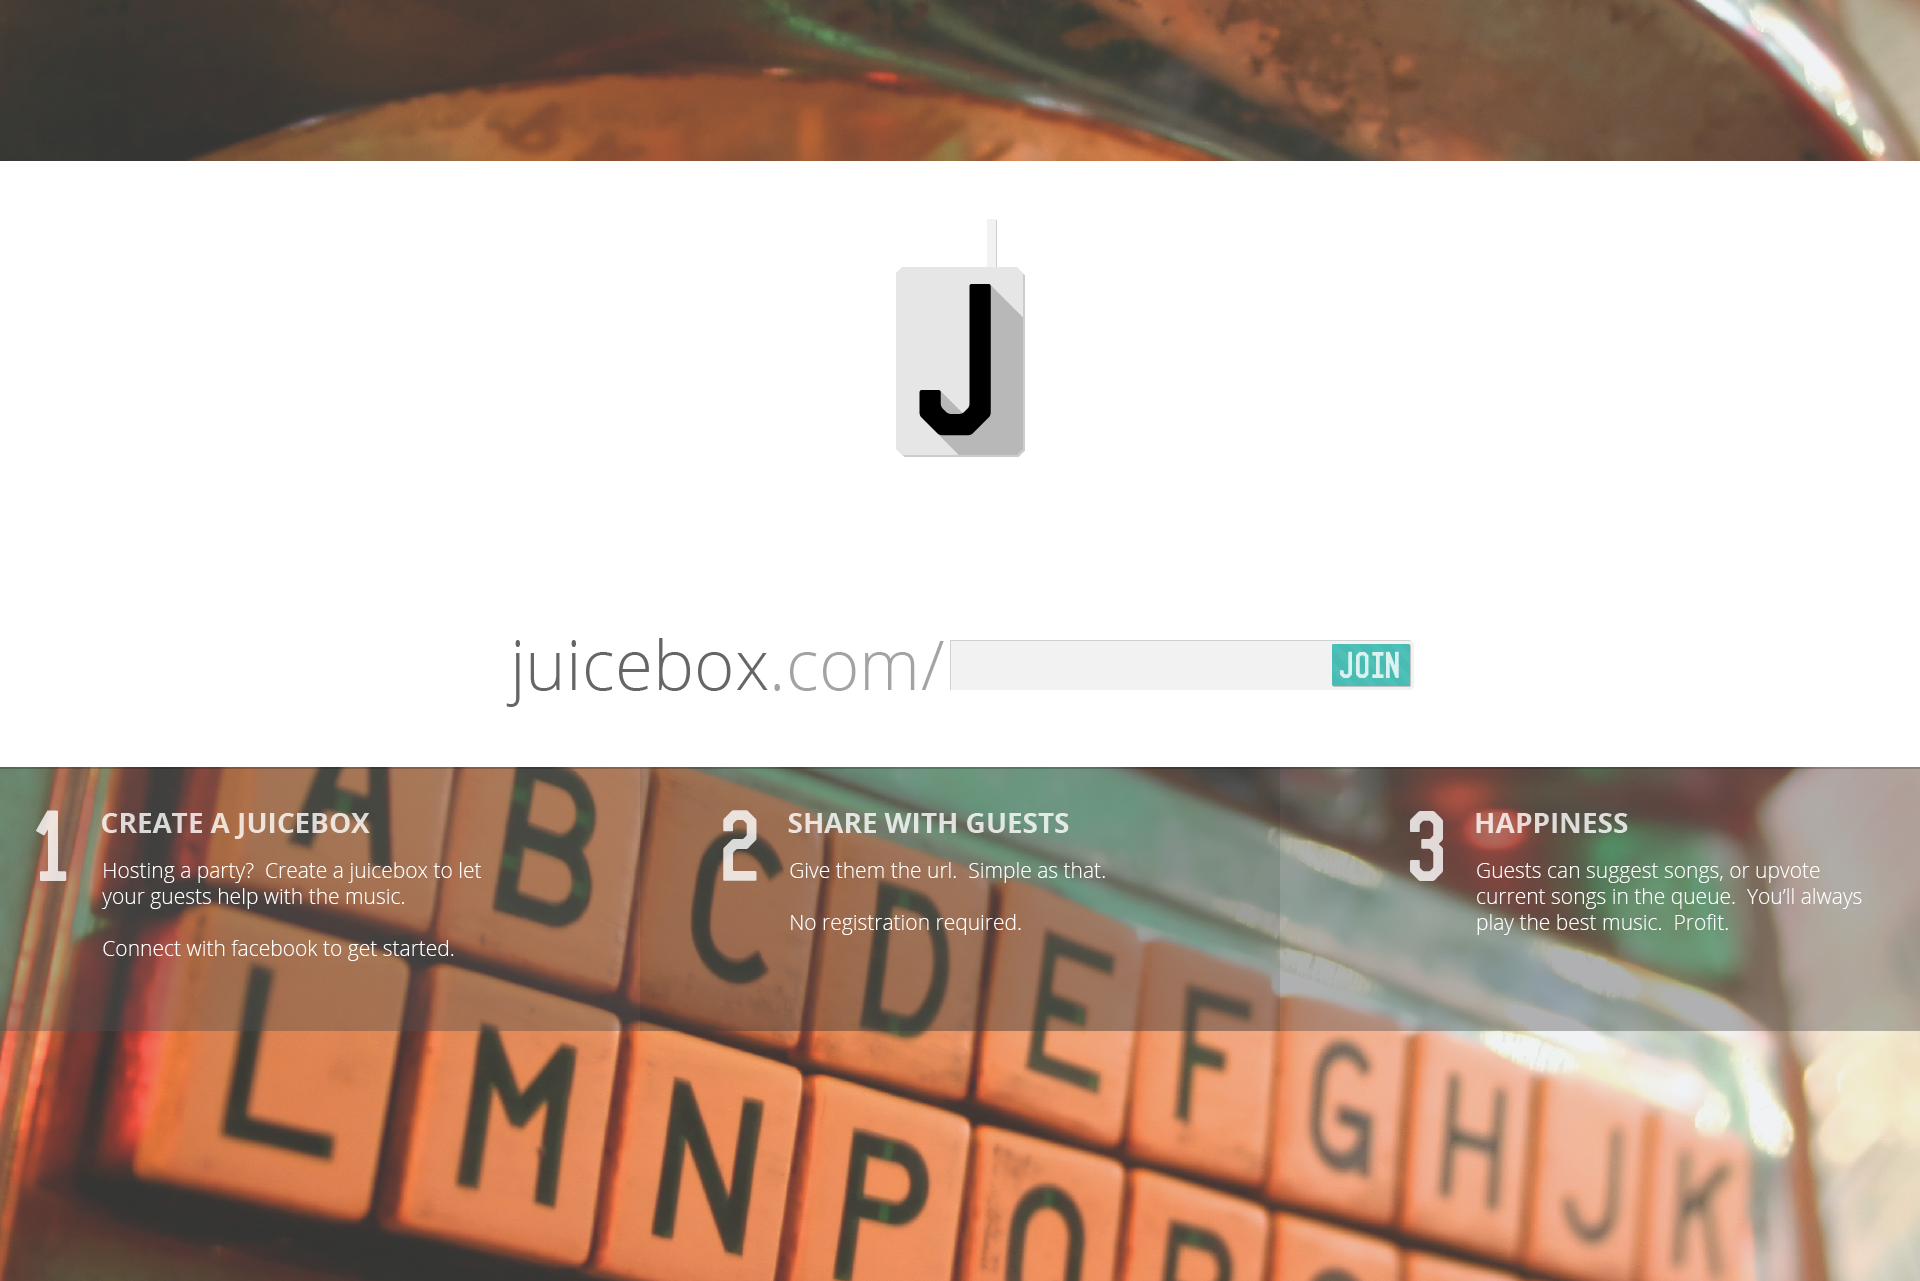 J
juicebox.com/
JOIN
1
CREATE A JUICEBOX
Hosting a party?  Create a juicebox to let
your guests help with the music.
Connect with facebook to get started.
2
SHARE WITH GUESTS
Give them the url.  Simple as that.
No registration required.
3
HAPPINESS
Guests can suggest songs, or upvote
current songs in the queue.  You’ll always
play the best music.  Profit.
A B C D E F G H J K
L M N P